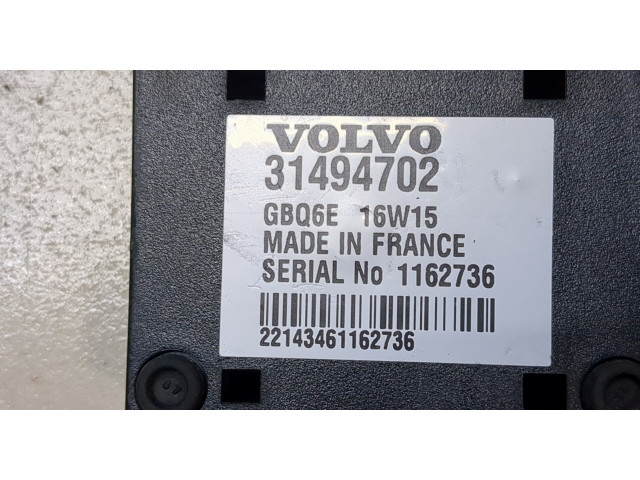 VOLVO
31494702
GBQ6E 16W15
MADE IN FRANCE
SERIAL No 1162736
22143461162736